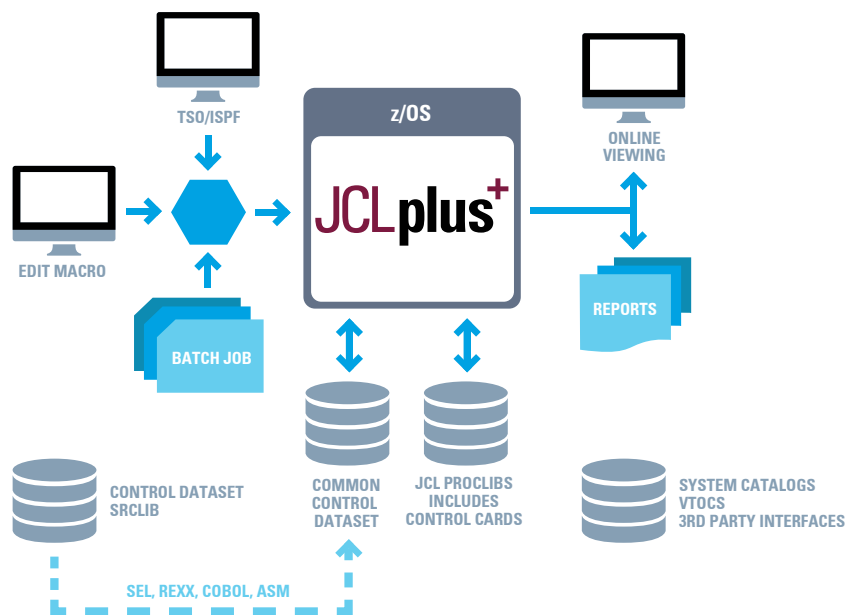 TSO/ISPF
z/OS
JCLplus+
ONLINE
VIEWING
EDIT MACRO
BATCH JOB
REPORTS
CONTROL DATASET
SRCLIB
COMMON
CONTROL
DATASET
JCL PROCLIBS
INCLUDES
CONTROL CARDS
SYSTEM CATALOGS
VTOCS
3RD PARTY INTERFACES
SEL, REXX, COBOL, ASM